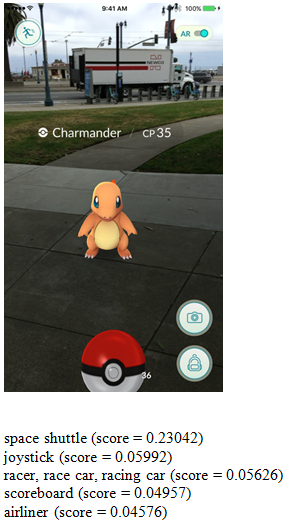 9:41 AM
100%
AR
Charmander / CP35
36
space shuttle (score = 0.23042)
joystick (score = 0.05992)
racer, race car, racing car (score = 0.05626)
scoreboard (score = 0.04957)
airliner (score = 0.04576)